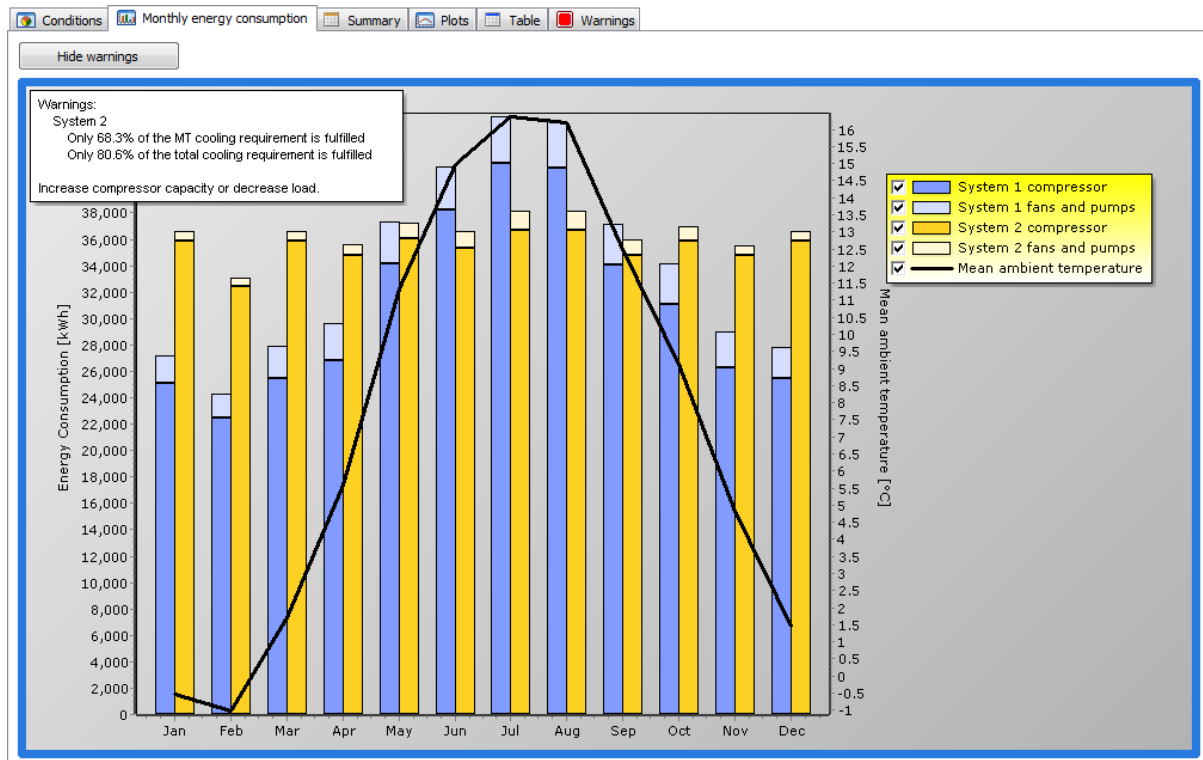 Conditions
Monthly energy consumption
Summary
Plots
Table
Warnings
Hide warnings
Warnings:
System 2
Only 68.3% of the MT cooling requirement is fulfilled
Only 80.6% of the total cooling requirement is fulfilled
Increase compressor capacity or decrease load.
System 1 compressor
System 1 fans and pumps
System 2 compressor
System 2 fans and pumps
Mean ambient temperature
Energy Consumption [kWh]
38,000
36,000
34,000
32,000
30,000
28,000
26,000
24,000
22,000
20,000
18,000
16,000
14,000
12,000
10,000
8,000
6,000
4,000
2,000
0
16
15.5
15
14.5
14
13.5
13
12.5
12
11.5
11
10.5
10
9.5
9
8.5
8
7.5
7
6.5
6
5.5
5
4.5
4
3.5
3
2.5
2
1.5
1
0.5
0
-0.5
-1
Mean ambient temperature [°C]
Jan Feb Mar Apr May Jun Jul Aug Sep Oct Nov Dec